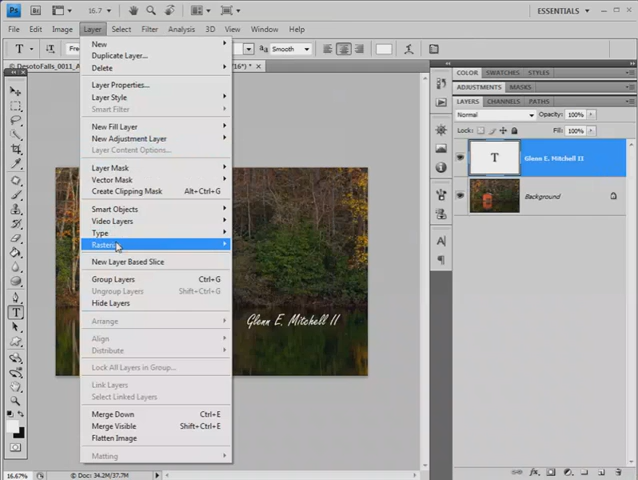 Ps
Br
16.7
ESSENTIALS
File Edit Image Layer Select Filter Analysis 3D View Window Help
T
Smooth
DesotoFalls_0011_A
(16*) *
COLOR SWATCHES STYLES
ADJUSTMENTS MASKS
LAYERS CHANNELS PATHS
Normal Opacity: 100%
Lock: Fill: 100%
T Glenn E. Mitchell II
Background
New
Duplicate Layer...
Delete
Layer Properties...
Layer Style
Smart Filter
New Fill Layer
New Adjustment Layer
Layer Content Options...
Layer Mask
Vector Mask
Create Clipping Mask Alt+Ctrl+G
Smart Objects
Video Layers
Type
New Layer Based Slice
Group Layers Ctrl+G
Ungroup Layers Shift+Ctrl+G
Hide Layers
Arrange
Align
Distribute
Lock All Layers in Group...
Link Layers
Select Linked Layers
Merge Down Ctrl+E
Merge Visible Shift+Ctrl+E
Flatten Image
Matting
Glenn E. Mitchell II
16.67% Doc: 34.2M/37.7M